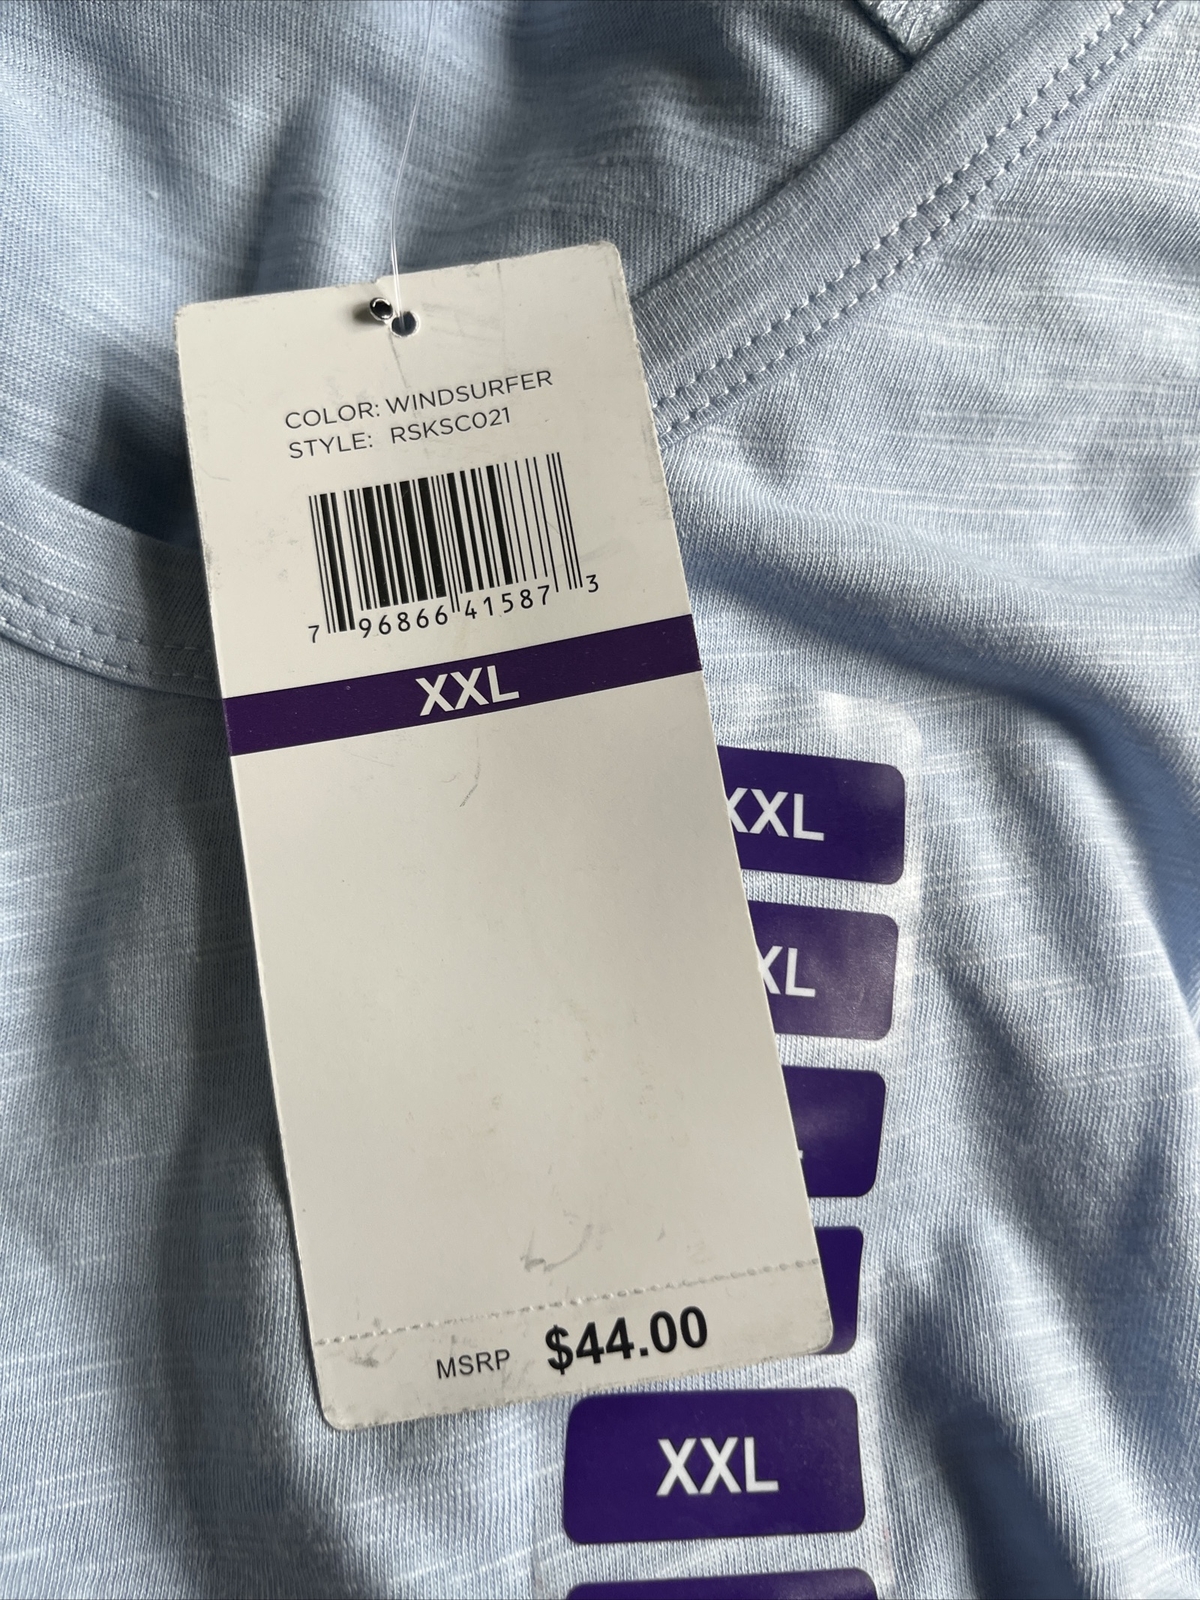 COLOR: WINDSURFER
STYLE: RSKSC021
7 96866 41587 3
XXL
XXL
XL
MSRP $44.00
XXL